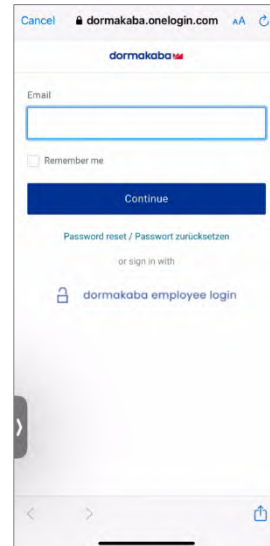 Cancel dormakaba.onelogin.com AA
dormakaba
Email
Remember me
Continue
Password reset / Passwort zurücksetzen
or sign in with
dormakaba employee login